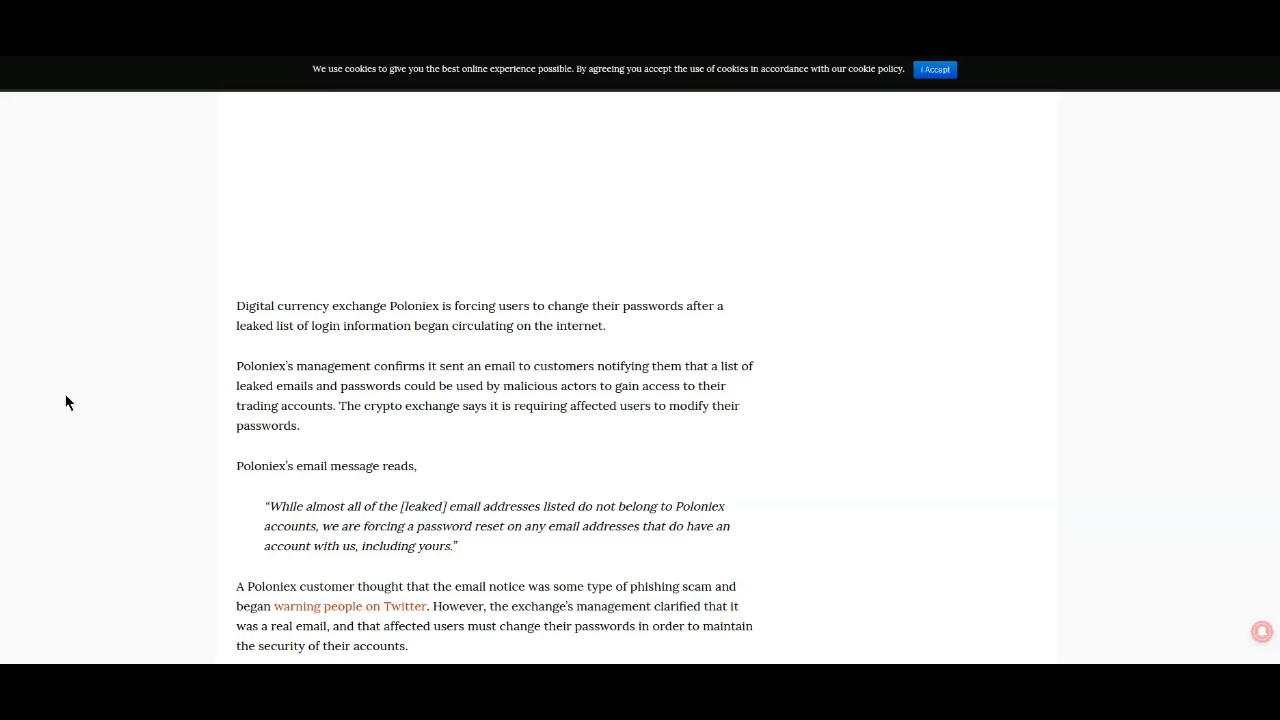 We use cookies to give you the best online experience possible. By agreeing you accept the use of cookies in accordance with our cookie policy.
I Accept
Digital currency exchange Poloniex is forcing users to change their passwords after a
leaked list of login information began circulating on the internet.
Poloniex's management confirms it sent an email to customers notifying them that a list of
leaked emails and passwords could be used by malicious actors to gain access to their
trading accounts. The crypto exchange says it is requiring affected users to modify their
passwords.
Poloniex's email message reads,
“While almost all of the [leaked] email addresses listed do not belong to Poloniex
accounts, we are forcing a password reset on any email addresses that do have an
account with us, including yours.”
A Poloniex customer thought that the email notice was some type of phishing scam and
began warning people on Twitter. However, the exchange's management clarified that it
was a real email, and that affected users must change their passwords in order to maintain
the security of their accounts.